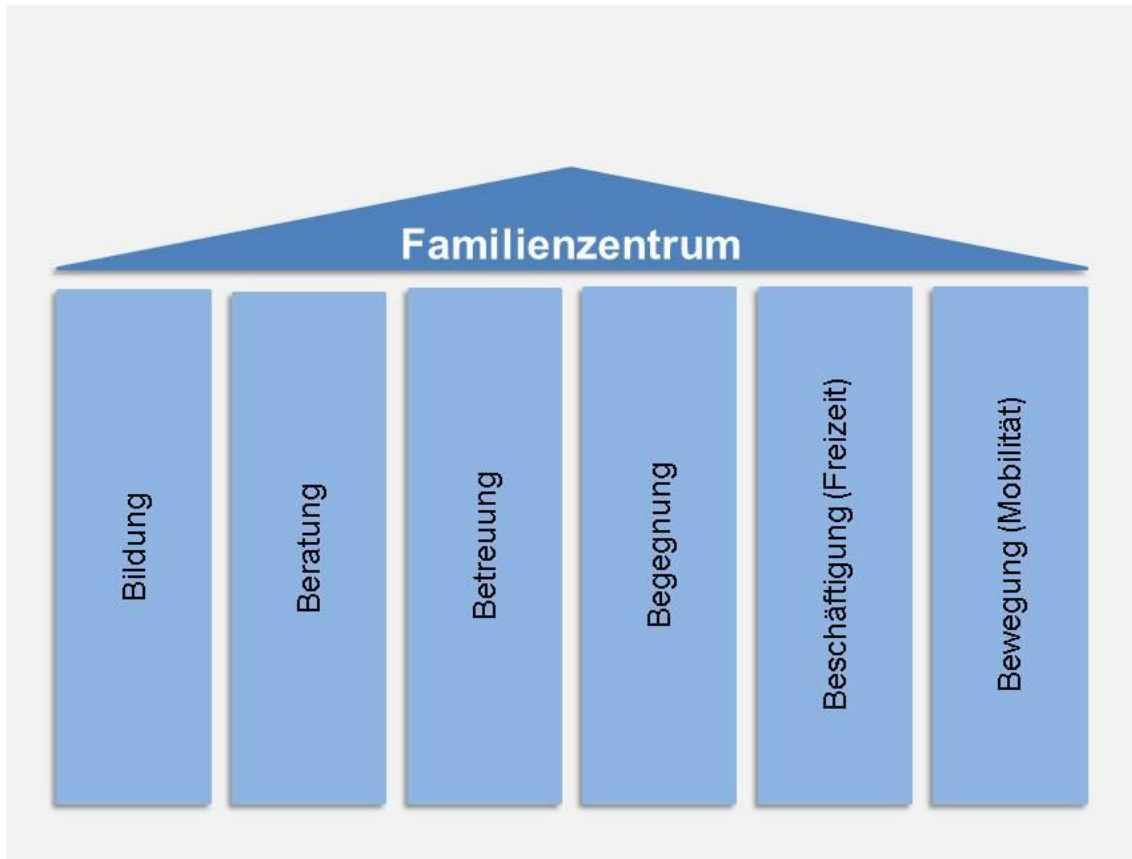 Familienzentrum
Bildung
Beratung
Betreuung
Begegnung
Beschäftigung (Freizeit)
Bewegung (Mobilität)